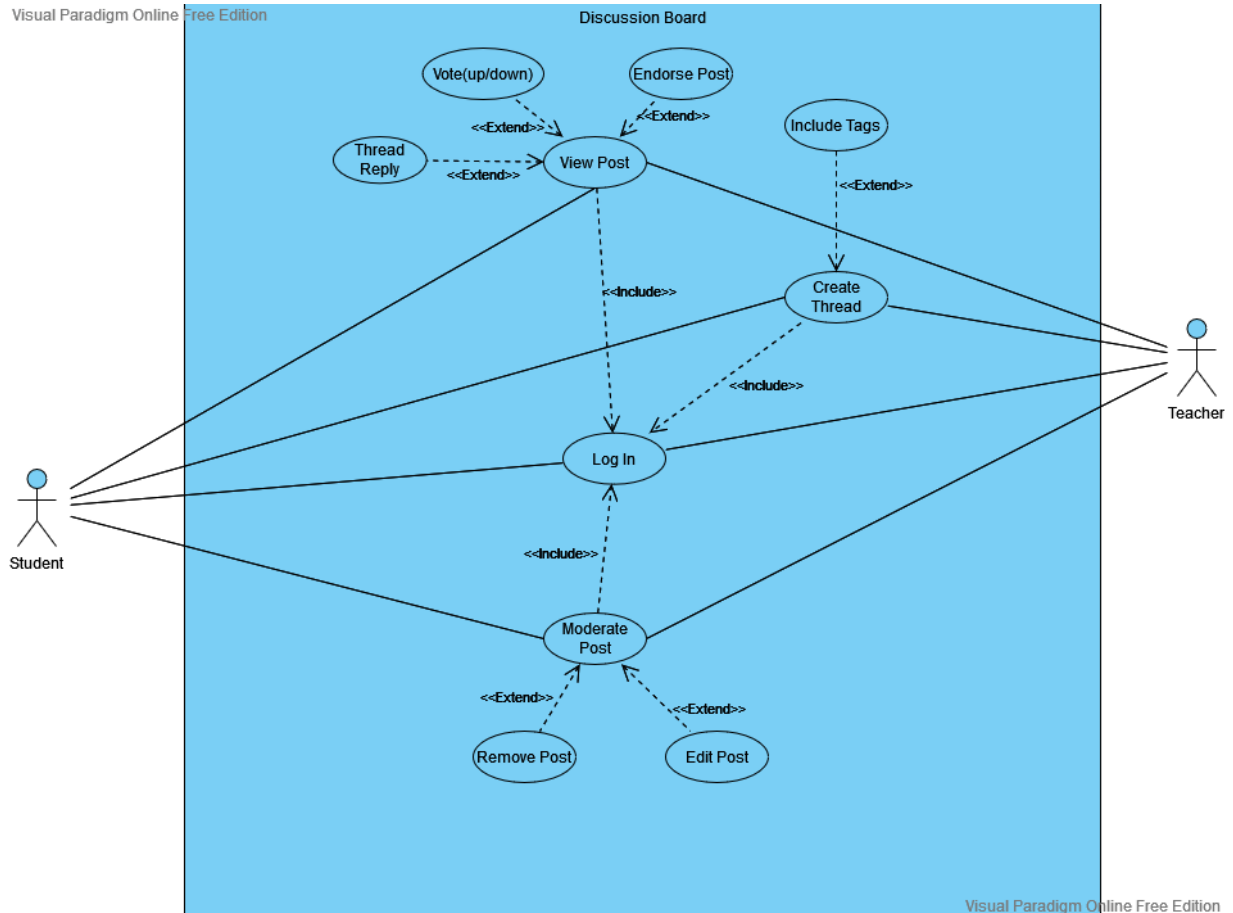 Visual Paradigm Online Free Edition
Discussion Board
Vote(up/down)
Endorse Post
<<Extend>>
<<Extend>>
Include Tags
Thread
Reply
<<Extend>>
View Post
<<Extend>>
<<Include>>
Create
Thread
<<Include>>
Teacher
Log In
Student
<<Include>>
Moderate
Post
<<Extend>>
<<Extend>>
Remove Post
Edit Post
Visual Paradigm Online Free Edition